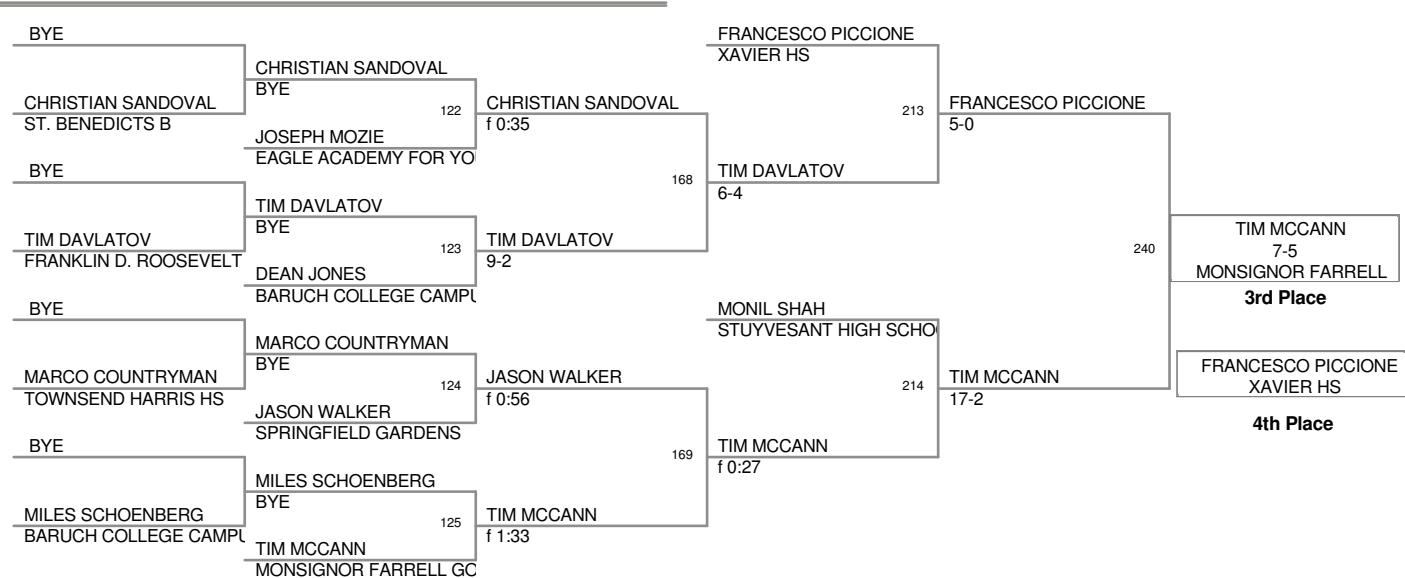 BYE
CHRISTIAN SANDOVAL
ST. BENEDICTS B
BYE
TIM DAVLATOV
FRANKLIN D. ROOSEVELT
BYE
MARCO COUNTRYMAN
TOWNSEND HARRIS HS
BYE
MILES SCHOENBERG
BARUCH COLLEGE CAMPU
CHRISTIAN SANDOVAL
BYE
122
JOSEPH MOZIE
EAGLE ACADEMY FOR YO
TIM DAVLATOV
BYE
123
DEAN JONES
BARUCH COLLEGE CAMPU
MARCO COUNTRYMAN
BYE
124
JASON WALKER
SPRINGFIELD GARDENS
MILES SCHOENBERG
BYE
125
TIM MCCANN
MONSIGNOR FARRELL GC
CHRISTIAN SANDOVAL
f 0:35
168
TIM DAVLATOV
9-2
JASON WALKER
f 0:56
169
TIM MCCANN
f 1:33
FRANCESCO PICCIONE
XAVIER HS
213
TIM DAVLATOV
6-4
MONIL SHAH
STUYVESANT HIGH SCHOO
214
TIM MCCANN
f 0:27
FRANCESCO PICCIONE
5-0
240
TIM MCCANN
17-2
TIM MCCANN
7-5
MONSIGNOR FARRELL
3rd Place
FRANCESCO PICCIONE
XAVIER HS
4th Place